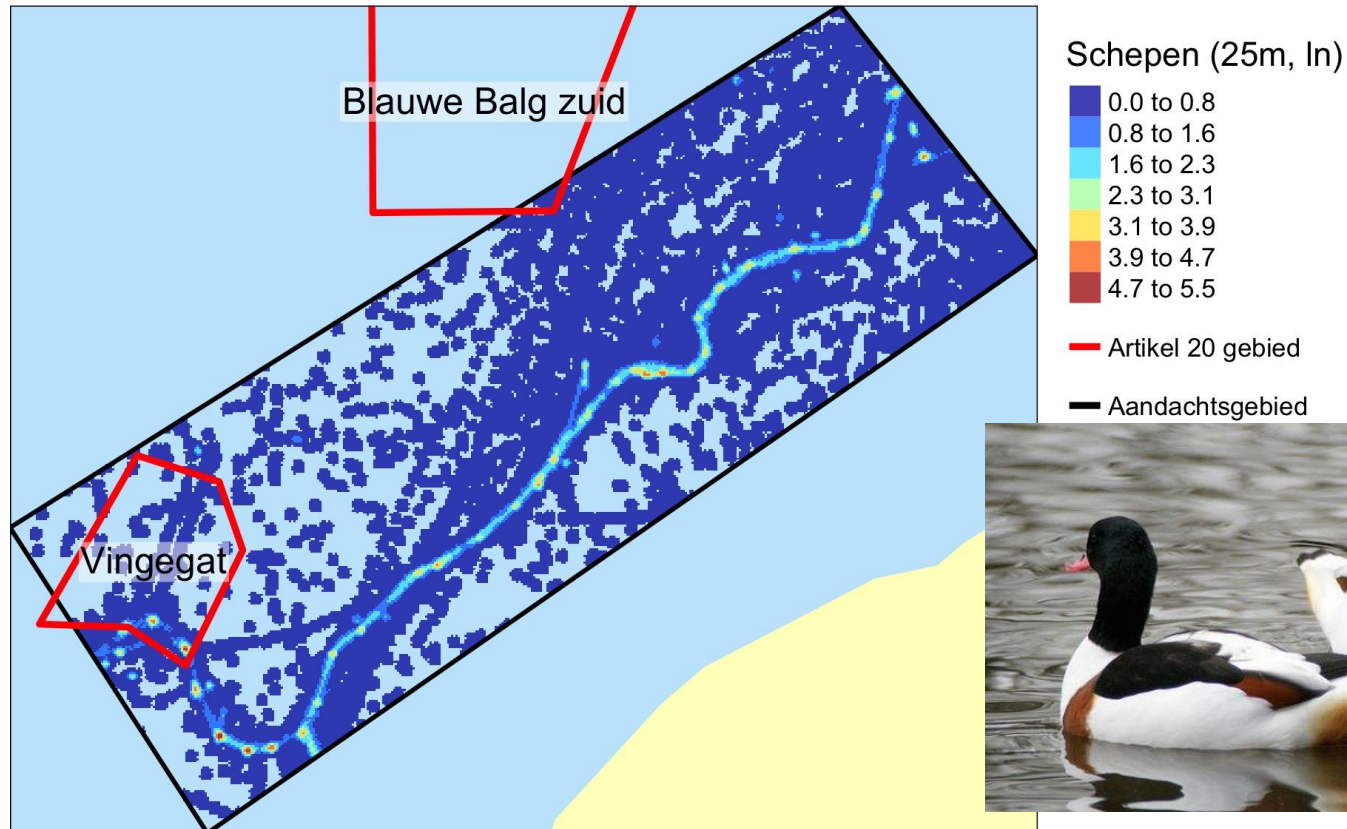 Blauwe Balg zuid
Vingegat
Schepen (25m, ln)
0.0 to 0.8
0.8 to 1.6
1.6 to 2.3
2.3 to 3.1
3.1 to 3.9
3.9 to 4.7
4.7 to 5.5
Artikel 20 gebied
Aandachtsgebied